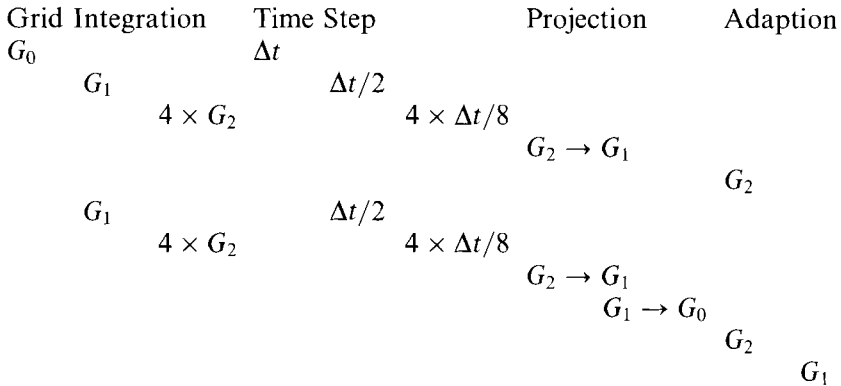 Grid Integration Time Step Projection Adaption
G₀ Δt
G₁ Δt/2
4 × G₂ 4 × Δt/8
G₂ → G₁
G₂
G₁ Δt/2
4 × G₂ 4 × Δt/8
G₂ → G₁
G₁ → G₀
G₂
G₁